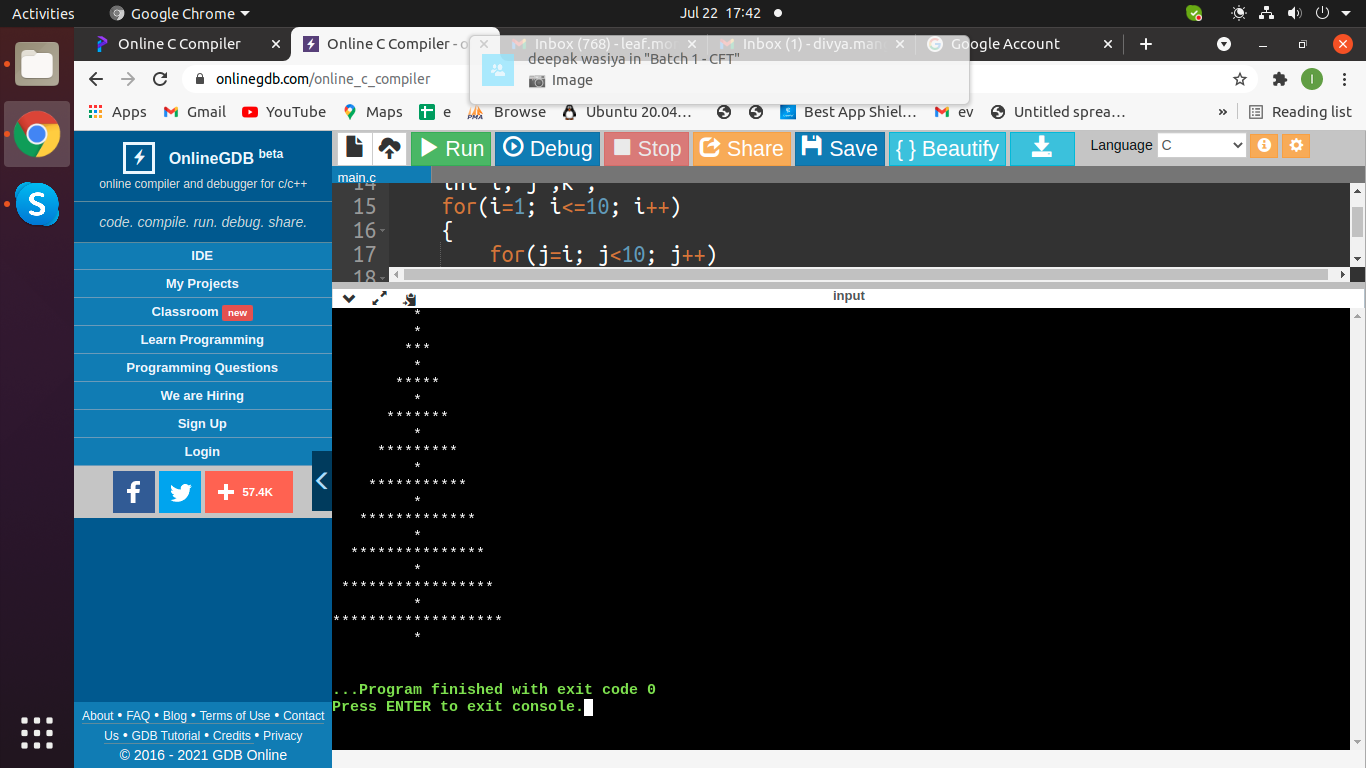 Activities
Google Chrome
Jul 22 17:42
Online C Compiler
Online C Compiler - o
Inbox (768) - leaf.mo
Inbox (1) - divya.man
Google Account
deepak wasiya in "Batch 1 - CFT"
Image
onlinegdb.com/online_c_compiler
I
Apps
Gmail
YouTube
Maps
e
Browse
Ubuntu 20.04…
Best App Shiel…
ev
Untitled sprea…
»
Reading list
OnlineGDB beta
online compiler and debugger for c/c++
code. compile. run. debug. share.
IDE
My Projects
Classroom new
Learn Programming
Programming Questions
We are Hiring
Sign Up
Login
57.4K
About • FAQ • Blog • Terms of Use • Contact
Us • GDB Tutorial • Credits • Privacy
© 2016 - 2021 GDB Online
Run
Debug
Stop
Share
Save
{ } Beautify
Language C
main.c
14 int i, j ,k ;
15 for(i=1; i<=10; i++)
16 {
17 for(j=i; j<10; j++)
18
input
*
*
***
*
*****
*
*******
*
*********
*
***********
*
*************
*
***************
*
*****************
*
*******************
*
...Program finished with exit code 0
Press ENTER to exit console.